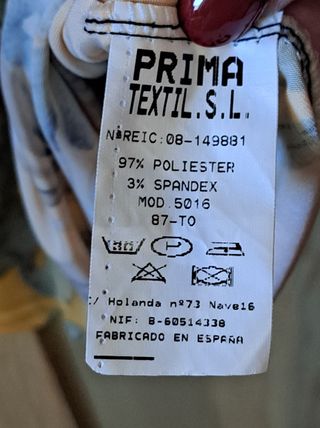 PRIMA
TEXTIL.S.L.
NºREIC:08-149881
97% POLIESTER
3% SPANDEX
MOD.5016
87-TO
P
C/ Holanda nº73 Nave16
NIF: B-60514338
FABRICADO EN ESPAÑA